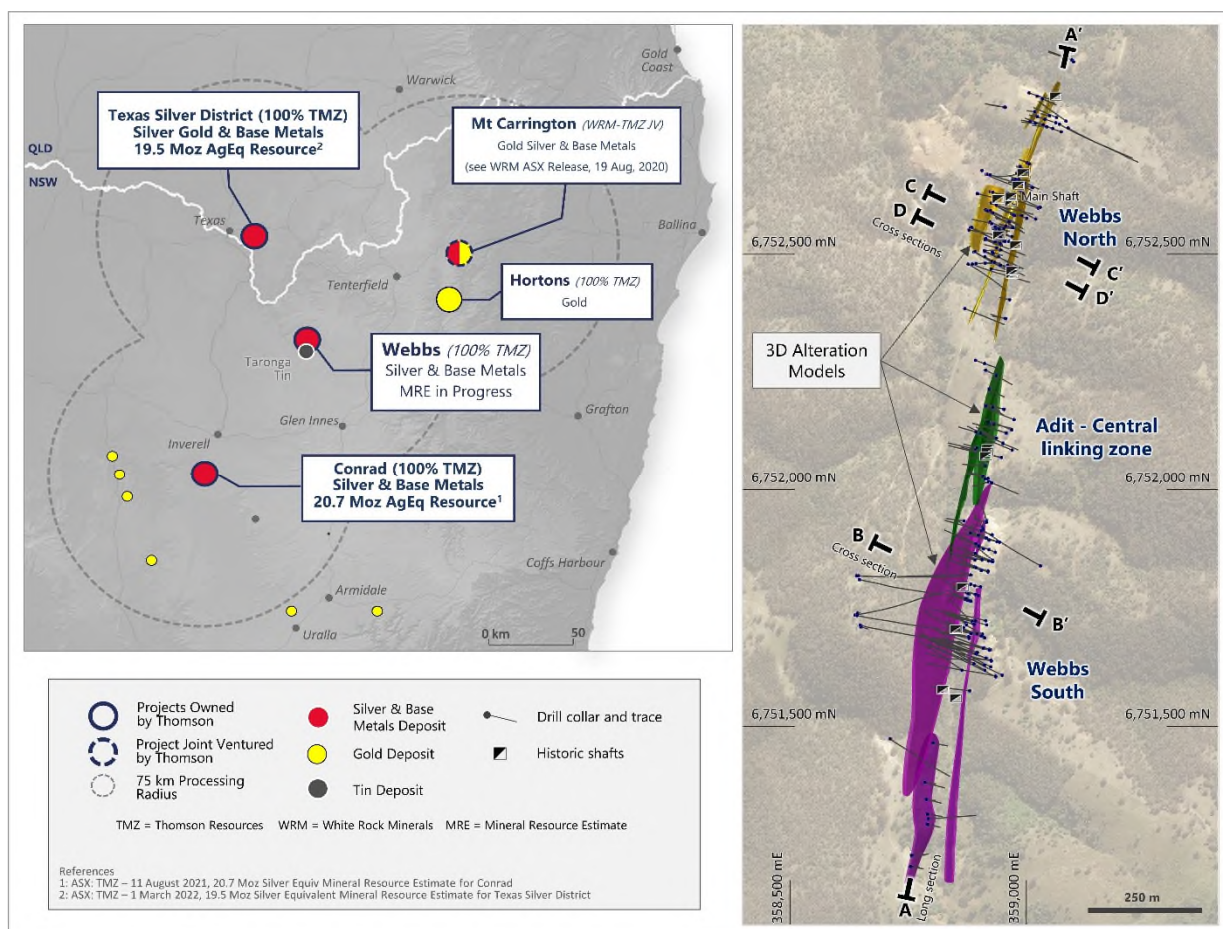 Gold
Coast
Warwick
Texas Silver District (100% TMZ)
Silver Gold & Base Metals
19.5 Moz AgEq Resource2
Mt Carrington (WRM-TMZ JV)
Gold Silver & Base Metals
(see WRM ASX Release, 19 Aug, 2020)
QLD
NSW
Texas
Ballina
Tenterfield
Hortons (100% TMZ)
Gold
Taronga
Tin
Webbs (100% TMZ)
Silver & Base Metals
MRE in Progress
Glen Innes
Grafton
Inverell
Conrad (100% TMZ)
Silver & Base Metals
20.7 Moz AgEq Resource1
Coffs Harbour
Armidale
Uralla
0 km 50
Projects Owned
by Thomson
Project Joint Ventured
by Thomson
75 km Processing
Radius
Silver & Base
Metals Deposit
Gold Deposit
Tin Deposit
Drill collar and trace
Historic shafts
TMZ = Thomson Resources WRM = White Rock Minerals MRE = Mineral Resource Estimate
References
1: ASX: TMZ – 11 August 2021, 20.7 Moz Silver Equiv Mineral Resource Estimate for Conrad
2: ASX: TMZ – 1 March 2022, 19.5 Moz Silver Equivalent Mineral Resource Estimate for Texas Silver District
A'
C
D
Cross sections
Main Shaft
Webbs
North
6,752,500 mN
6,752,500 mN
C'
D'
3D Alteration
Models
Adit - Central
linking zone
6,752,000 mN
6,752,000 mN
B
Cross section
B'
Webbs
South
6,751,500 mN
6,751,500 mN
A
Long section
358,500 mE
359,000 mE
250 m